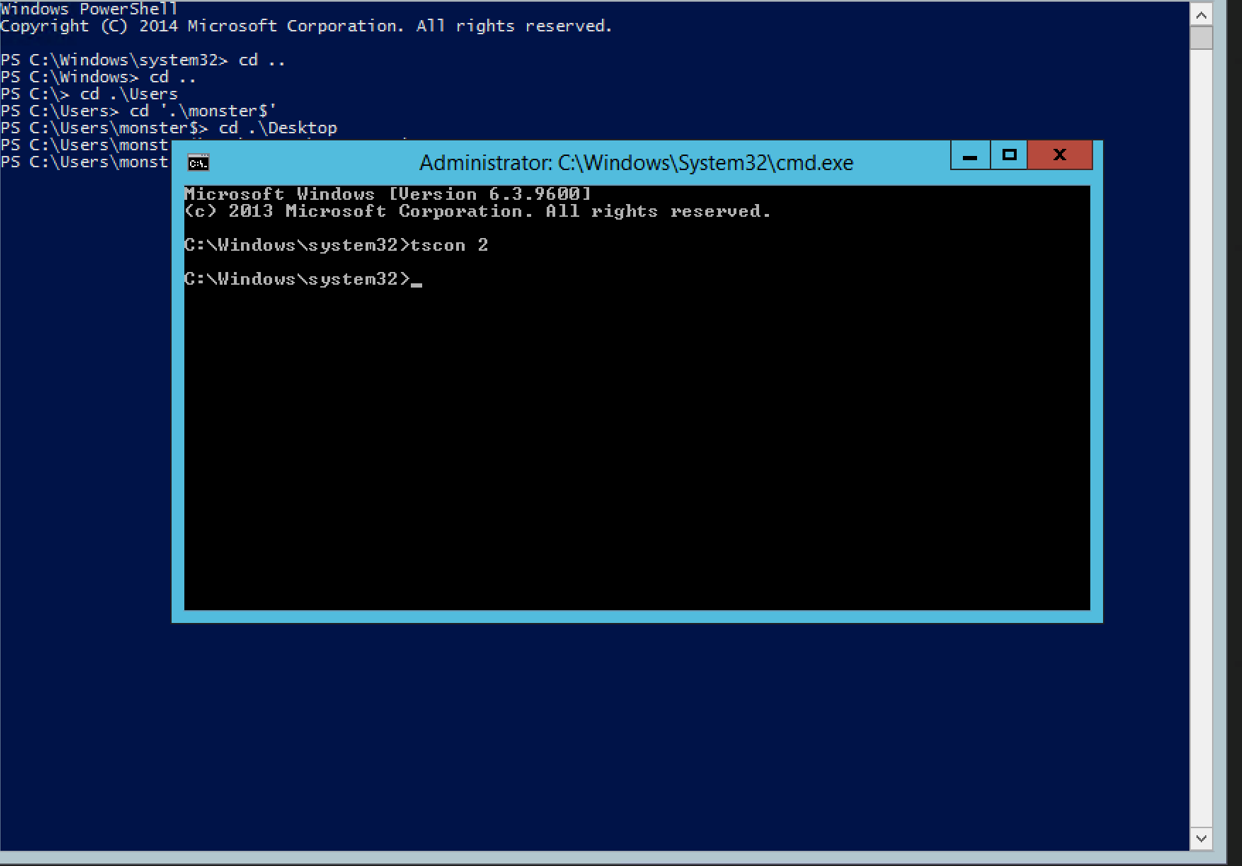 Windows PowerShell
Copyright (C) 2014 Microsoft Corporation. All rights reserved.
PS C:\Windows\system32> cd ..
PS C:\Windows> cd ..
PS C:\> cd .\Users
PS C:\Users> cd '.\monster$'
PS C:\Users\monster$> cd .\Desktop
PS C:\Users\monst
PS C:\Users\monst
Administrator: C:\Windows\System32\cmd.exe
Microsoft Windows [Version 6.3.9600]
(c) 2013 Microsoft Corporation. All rights reserved.
C:\Windows\system32>tscon 2
C:\Windows\system32>_